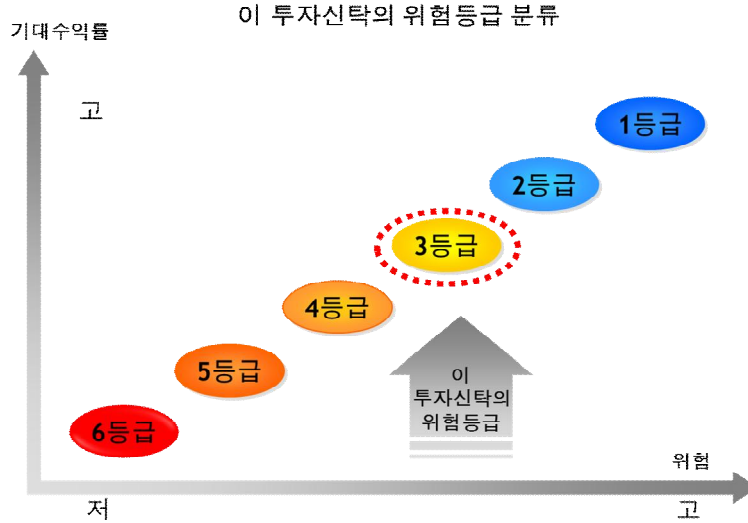 이 투자신탁의 위험등급 분류
기대수익률
고
1등급
2등급
3등급
4등급
5등급
6등급
이
투자신탁의
위험등급
위험
저
고